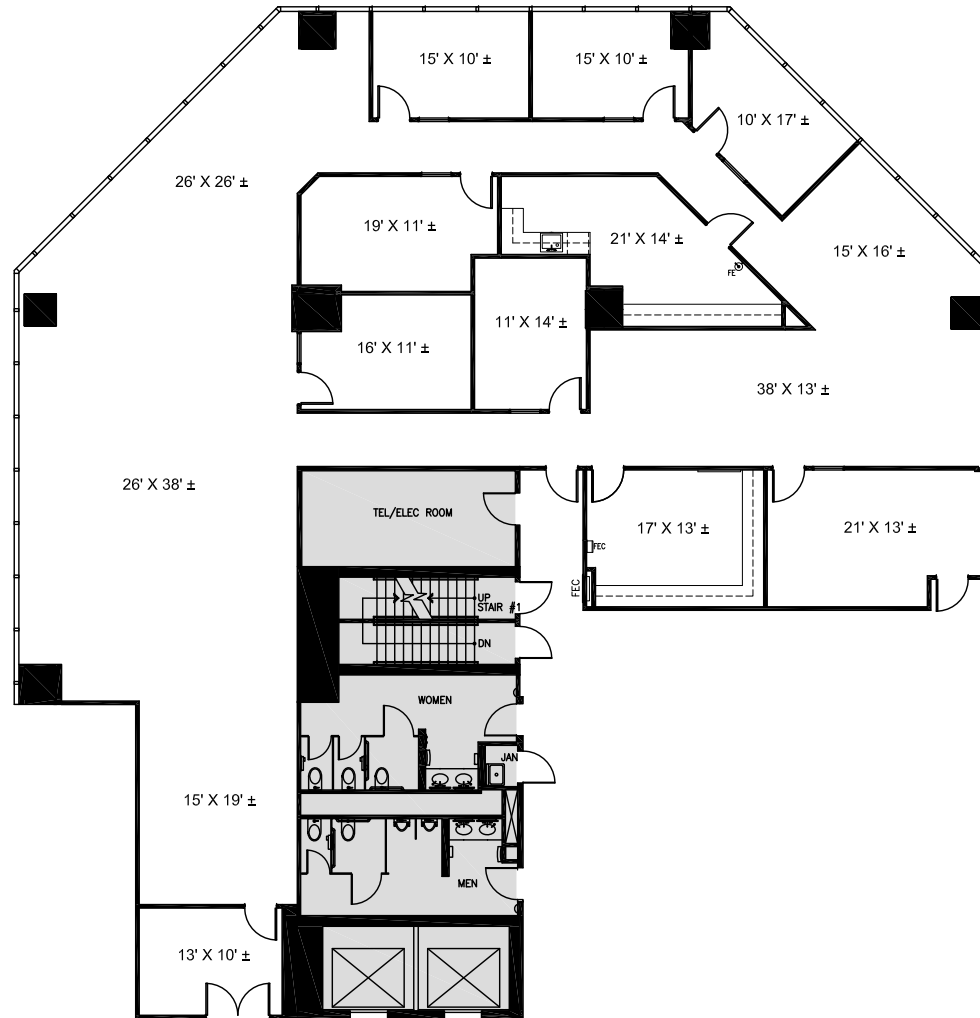 15' X 10' ±
15' X 10' ±
10' X 17' ±
26' X 26' ±
19' X 11' ±
21' X 14' ±
15' X 16' ±
FE
11' X 14' ±
16' X 11' ±
38' X 13' ±
26' X 38' ±
TEL/ELEC ROOM
17' X 13' ±
21' X 13' ±
FEC
FEC
UP
STAIR #1
DN
WOMEN
JAN
15' X 19' ±
MEN
13' X 10' ±